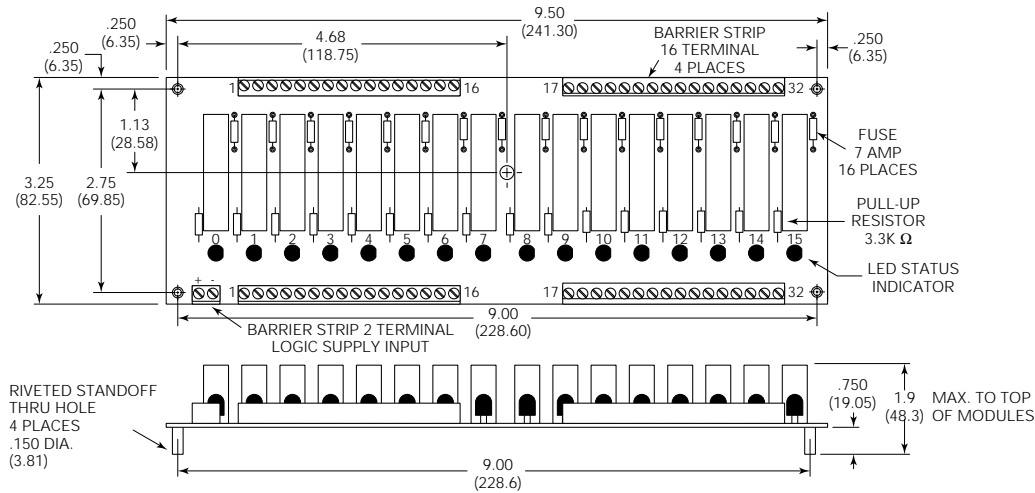 9.50
(241.30)
.250
(6.35)
4.68
(118.75)
BARRIER STRIP
16 TERMINAL
4 PLACES
.250
(6.35)
.250
(6.35)
1 16 17 32
1.13
(28.58)
FUSE
7 AMP
16 PLACES
3.25
(82.55)
2.75
(69.85)
PULL-UP
RESISTOR
3.3K Ω
0 1 2 3 4 5 6 7 8 9 10 11 12 13 14 15
LED STATUS
INDICATOR
+ -
1 16 17 32
9.00
(228.60)
BARRIER STRIP 2 TERMINAL
LOGIC SUPPLY INPUT
RIVETED STANDOFF
THRU HOLE
4 PLACES
.150 DIA.
(3.81)
.750
(19.05)
1.9
(48.3)
MAX. TO TOP
OF MODULES
9.00
(228.6)